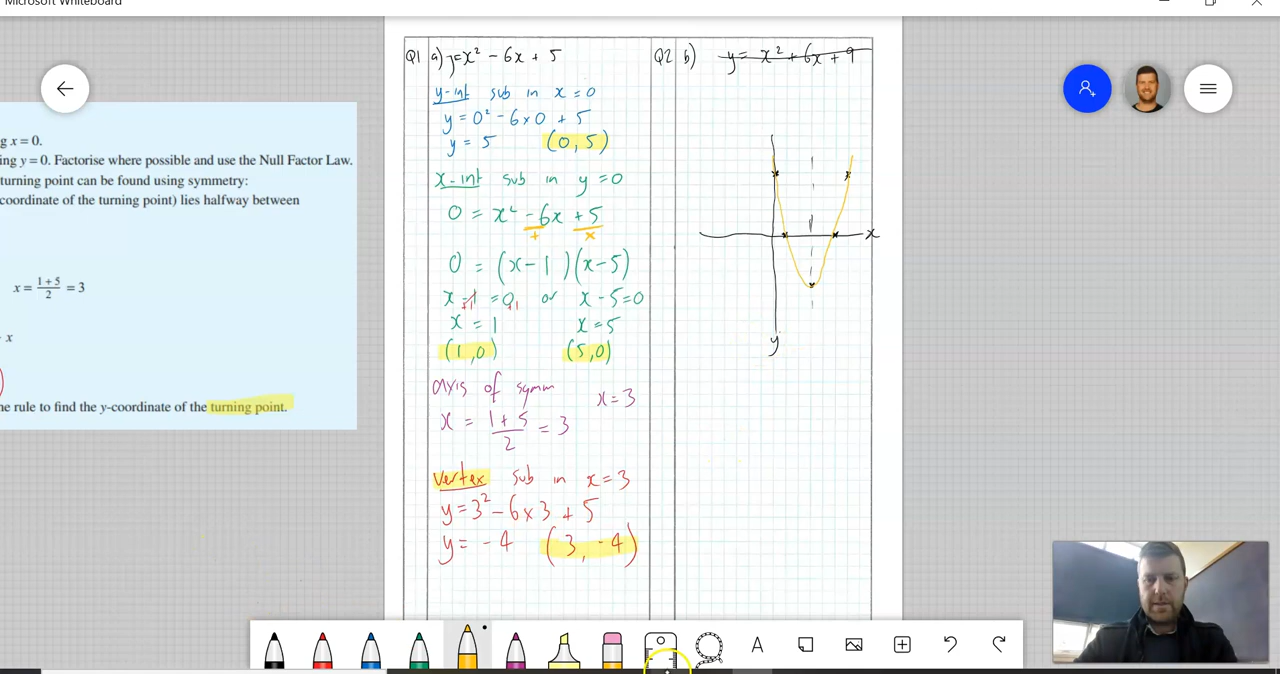 Microsoft Whiteboard
g x = 0.
ing y = 0. Factorise where possible and use the Null Factor Law.
turning point can be found using symmetry:
coordinate of the turning point) lies halfway between
x = (1 + 5)/2 = 3
x
he rule to find the y-coordinate of the turning point.
Q1 a) y = x² - 6x + 5
y-int sub in x = 0
y = 0² - 6 x 0 + 5
y = 5 (0, 5)
x-int sub in y = 0
0 = x² - 6x + 5
+ x
0 = (x - 1)(x - 5)
x - 1 = 0 or x - 5 = 0
+1 +1
x = 1 x = 5
(1, 0) (5, 0)
axis of symm
x = 3
x = (1 + 5)/2 = 3
vertex sub in x = 3
y = 3² - 6 x 3 + 5
y = -4 (3, -4)
Q2 b) y = x² + 6x + 9
x
y
A